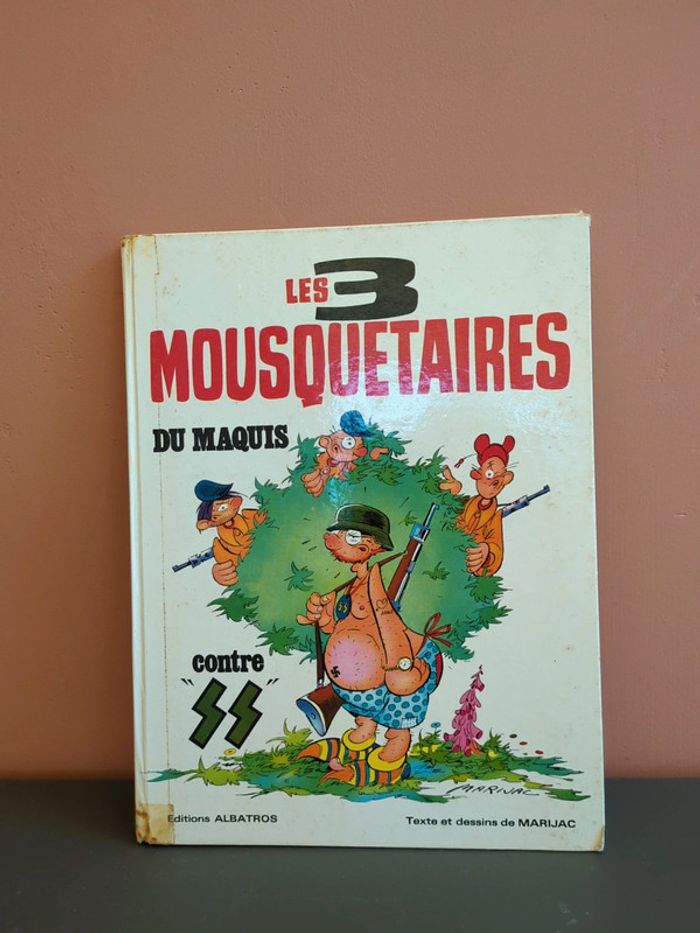 LES 3
MOUSQUETAIRES
DU MAQUIS
contre
"SS"
MARIJAC
Editions ALBATROS
Texte et dessins de MARIJAC